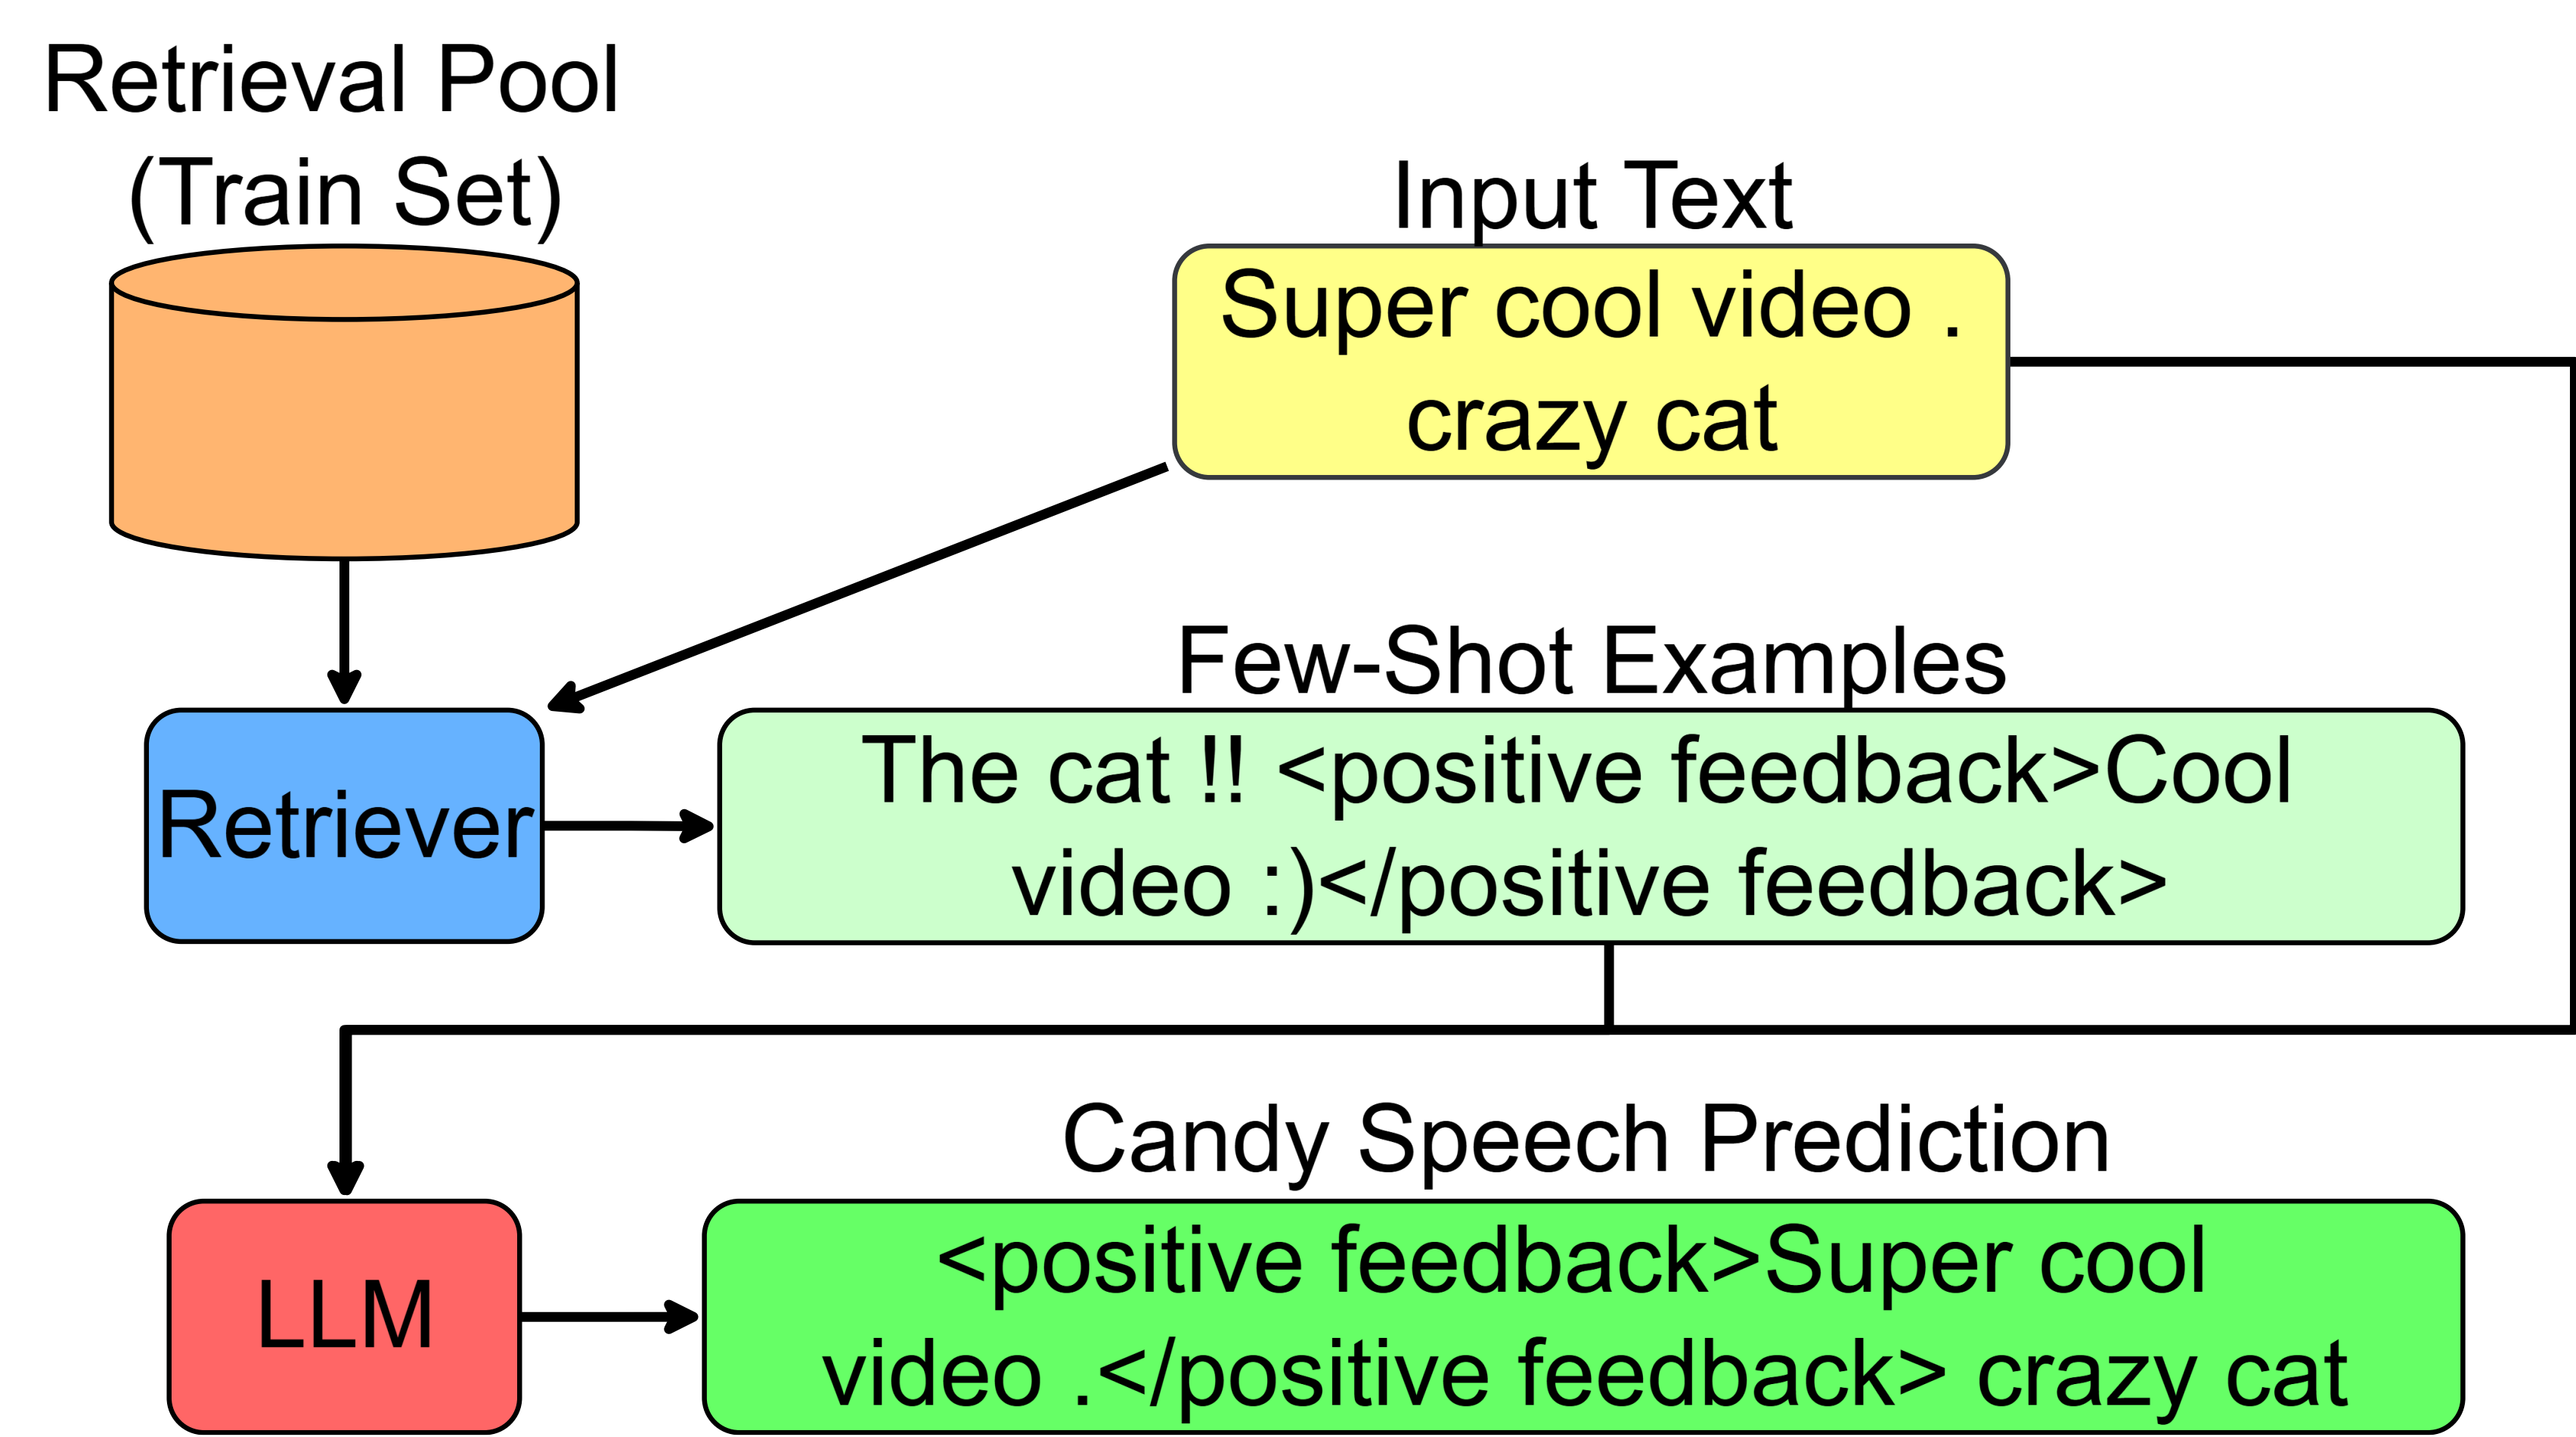 Retrieval Pool
(Train Set)
Input Text
Super cool video .
crazy cat
Few-Shot Examples
Retriever
The cat !! <positive feedback>Cool
video :)</positive feedback>
Candy Speech Prediction
LLM
<positive feedback>Super cool
video .</positive feedback> crazy cat